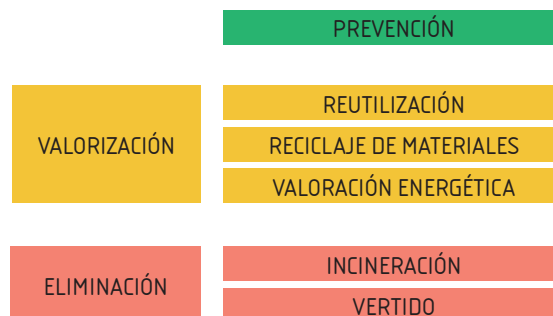 PREVENCIÓN
VALORIZACIÓN
REUTILIZACIÓN
RECICLAJE DE MATERIALES
VALORACIÓN ENERGÉTICA
ELIMINACIÓN
INCINERACIÓN
VERTIDO